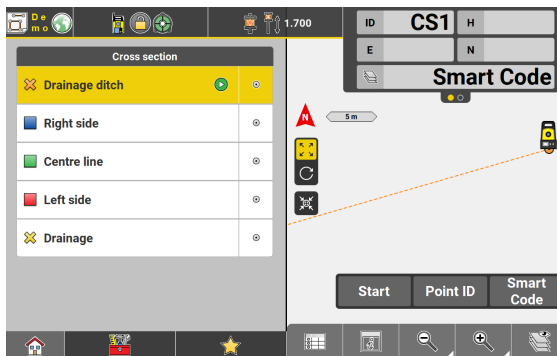 De
mo
1.700
Cross section
Drainage ditch
Right side
Centre line
Left side
Drainage
ID
CS1
H
E
N
Smart Code
N
5 m
Start
Point ID
Smart
Code